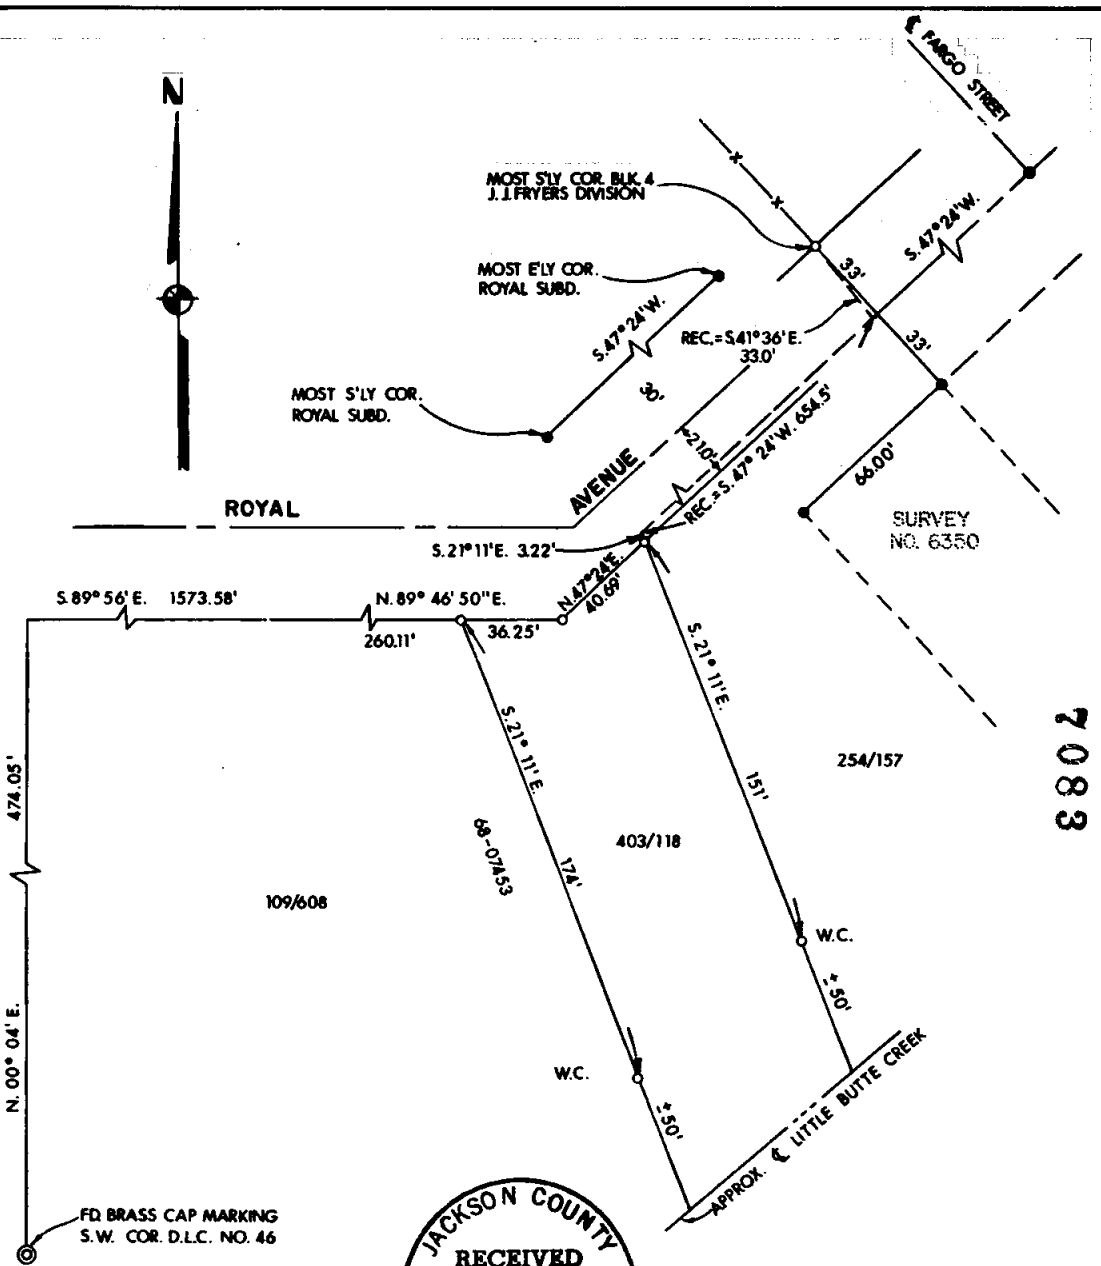 N
℄ FARGO STREET
MOST S'LY COR. BLK. 4
J. J. FRYERS DIVISION
MOST E'LY COR.
ROYAL SUBD.
S. 47° 24' W.
S. 47° 24' W.
33'
REC.= S.41° 36' E.
33.0'
33'
MOST S'LY COR.
ROYAL SUBD.
30'
21.0'
REC.= S. 47° 24' W. 654.5'
66.00'
ROYAL
AVENUE
SURVEY
NO. 6350
S. 21° 11' E. 3.22'
N. 47° 24' E.
40.69'
S. 89° 56' E. 1573.58'
N. 89° 46' 50" E.
260.11'
36.25'
S. 21° 11' E.
S. 21° 11' E.
7083
474.05'
151'
254/157
68-07453
403/118
174'
109/608
W.C.
± 50'
N. 00° 04' E.
W.C.
± 50'
APPROX. ℄ LITTLE BUTTE CREEK
FD. BRASS CAP MARKING
S.W. COR. D.L.C. NO. 46
JACKSON COUNTY
RECEIVED